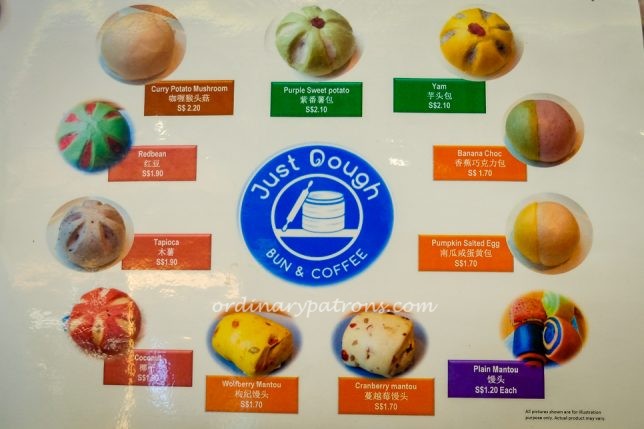 Curry Potato Mushroom
咖喱猴头菇
S$ 2.20
Purple Sweet potato
紫番薯包
S$2.10
Yam
芋头包
S$ 2.10
Redbean
红豆
S$1.90
Banana Choc
香蕉巧克力包
S$ 1.70
Just Dough
BUN & COFFEE
Tapioca
木薯
S$1.90
Pumpkin Salted Egg
南瓜咸蛋黄包
S$1.70
ordinarypatrons.com
Coconut
椰
Wolfberry Mantou
枸杞馒头
S$1.70
Cranberry mantou
蔓越莓馒头
S$1.70
Plain Mantou
馒头
S$1.20 Each
All pictures shown are for illustration
purpose only. Actual product may vary.